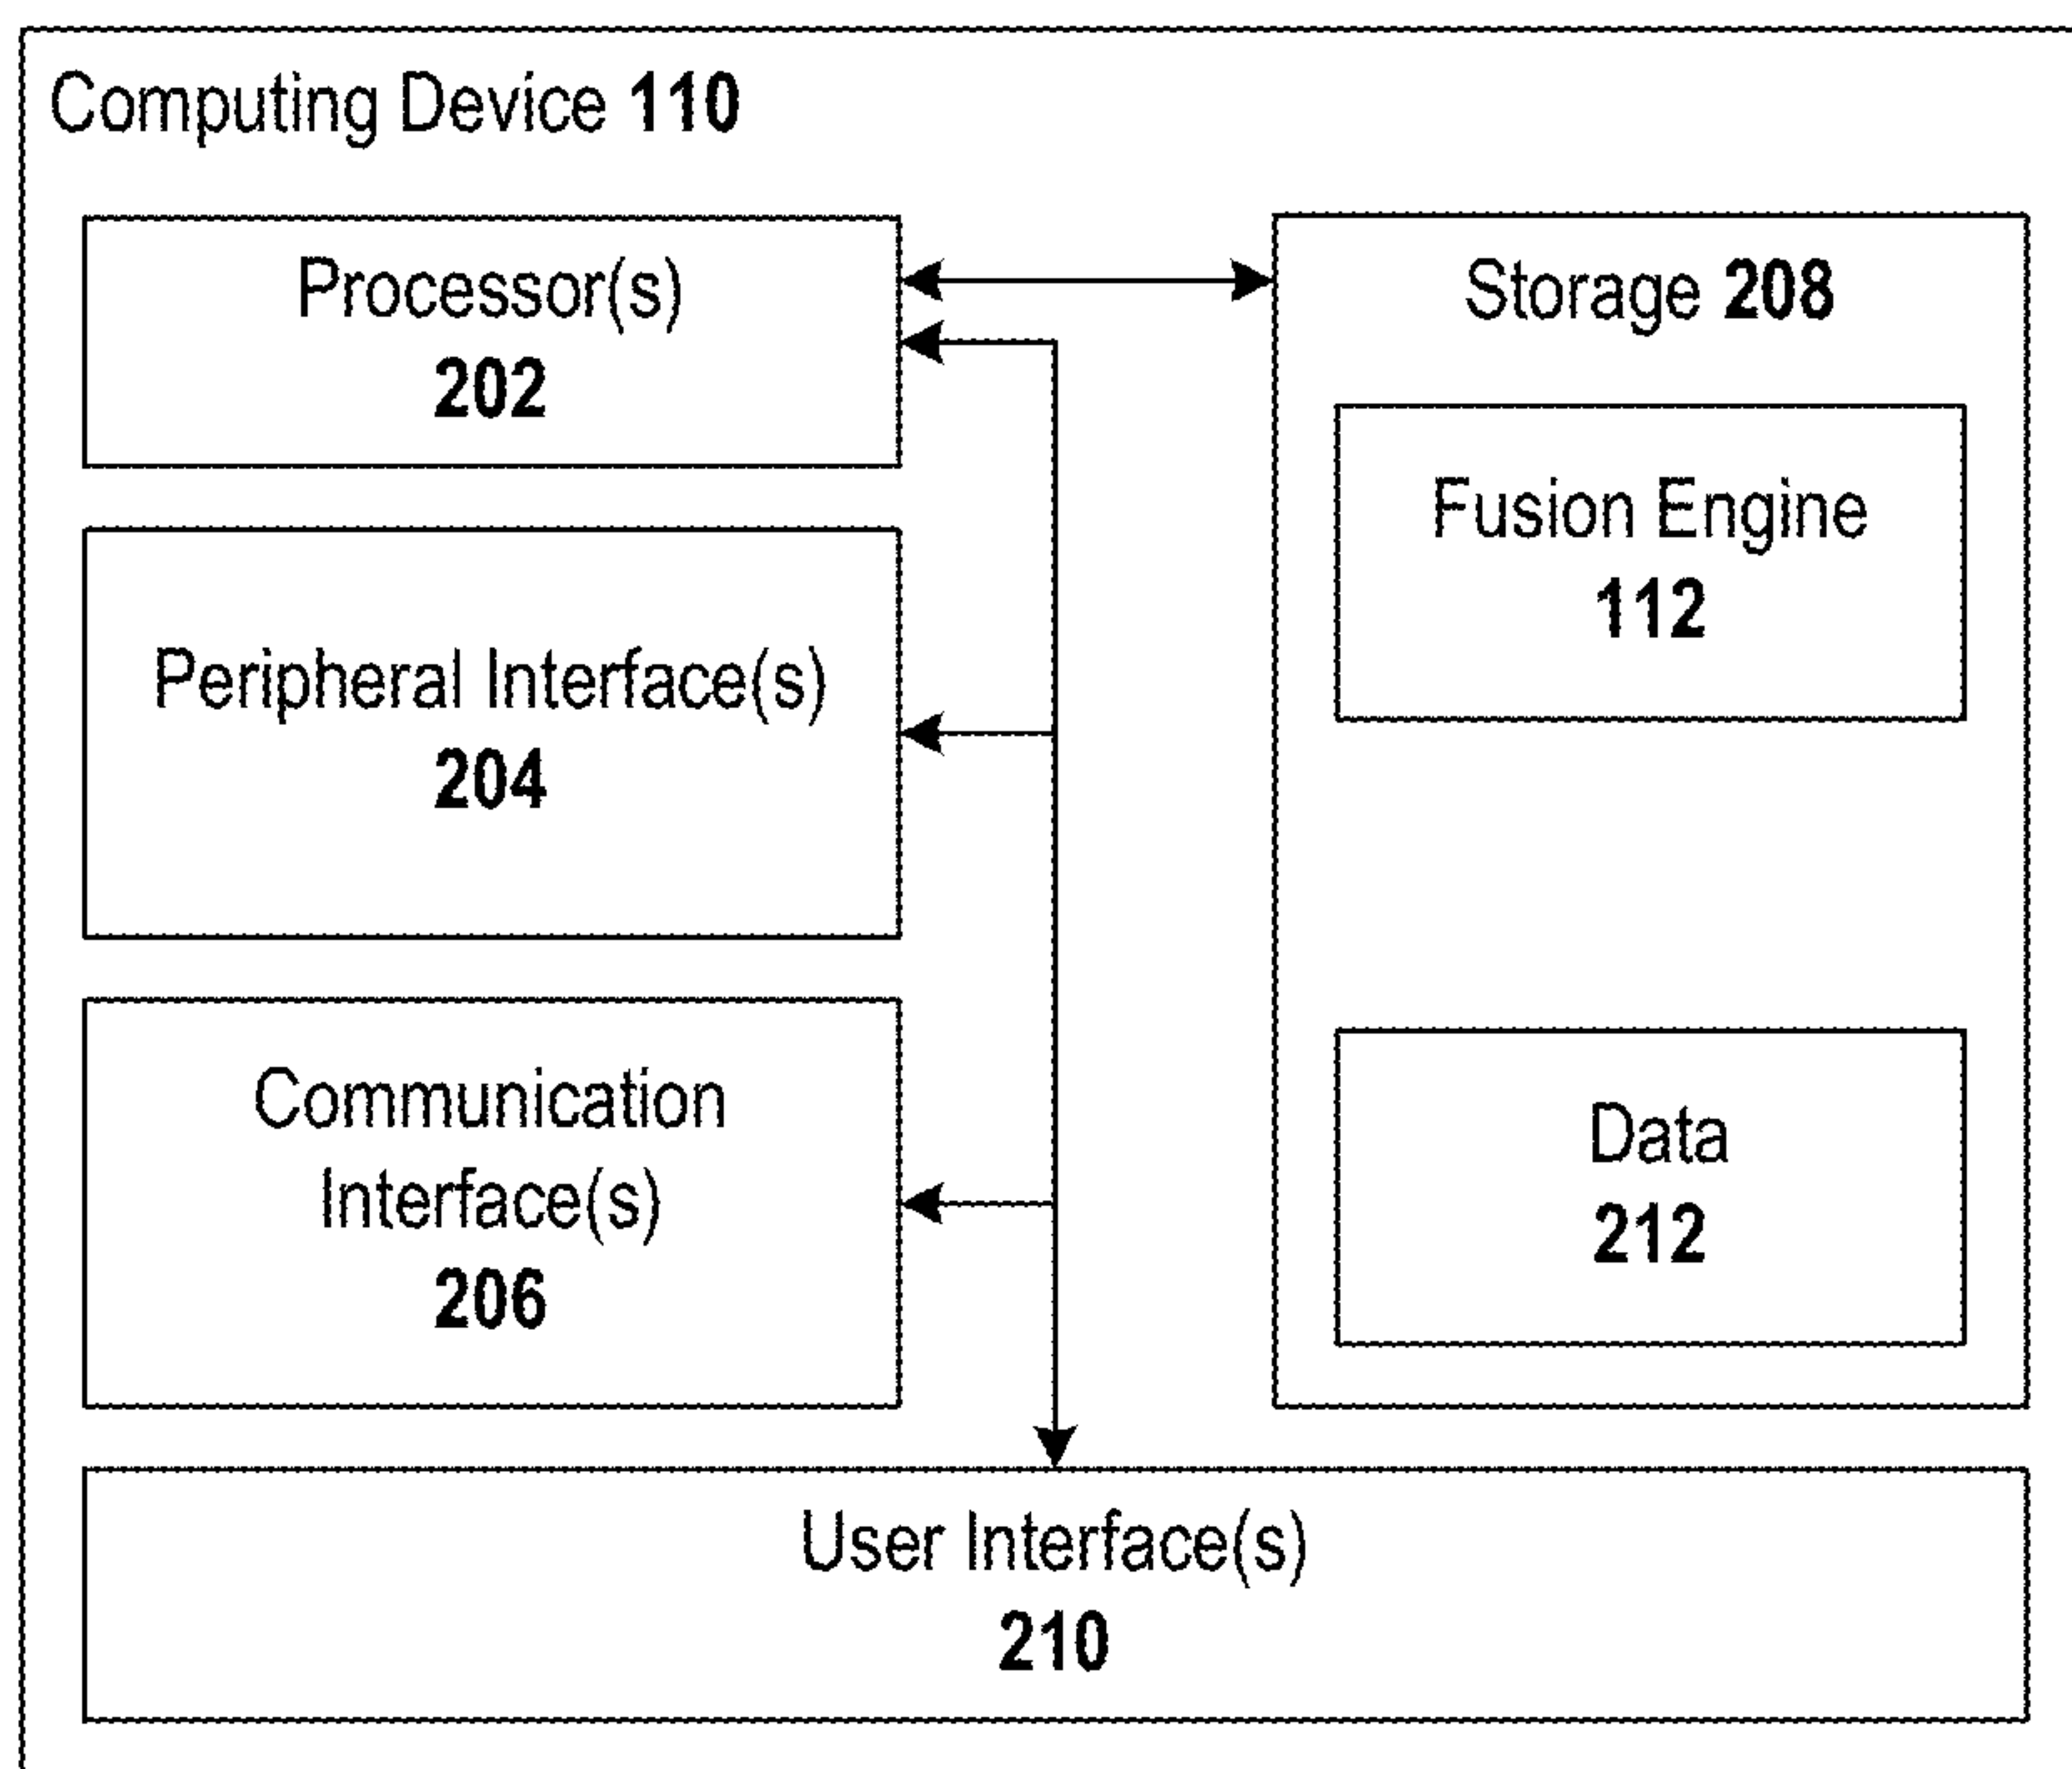 Computing Device 110
Processor(s)
202
Storage 208
Fusion Engine
112
Peripheral Interface(s)
204
Communication
Interface(s)
206
Data
212
User Interface(s)
210